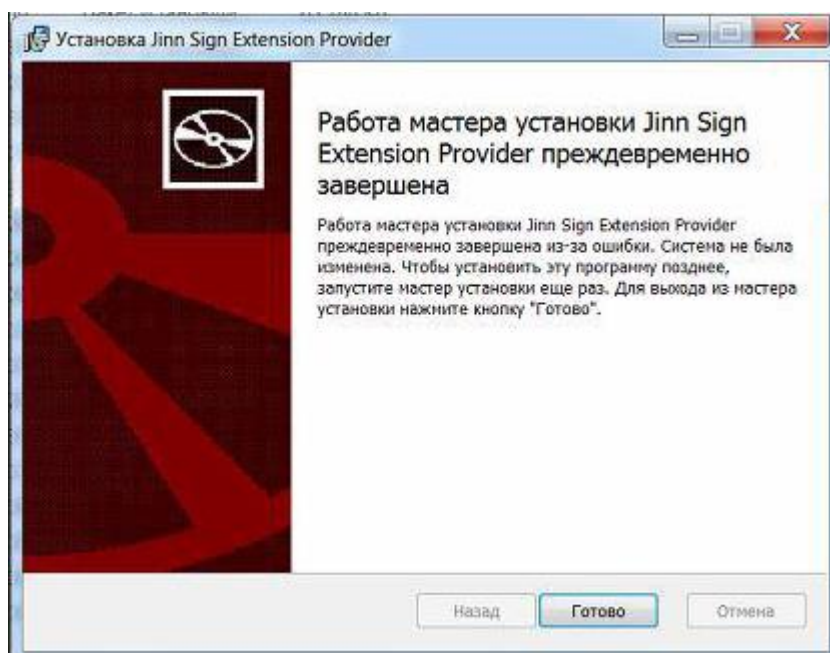 Установка Jinn Sign Extension Provider
Работа мастера установки Jinn Sign
Extension Provider преждевременно
завершена
Работа мастера установки Jinn Sign Extension Provider
преждевременно завершена из-за ошибки. Система не была
изменена. Чтобы установить эту программу позднее,
запустите мастер установки еще раз. Для выхода из мастера
установки нажмите кнопку "Готово".
Назад Готово Отмена